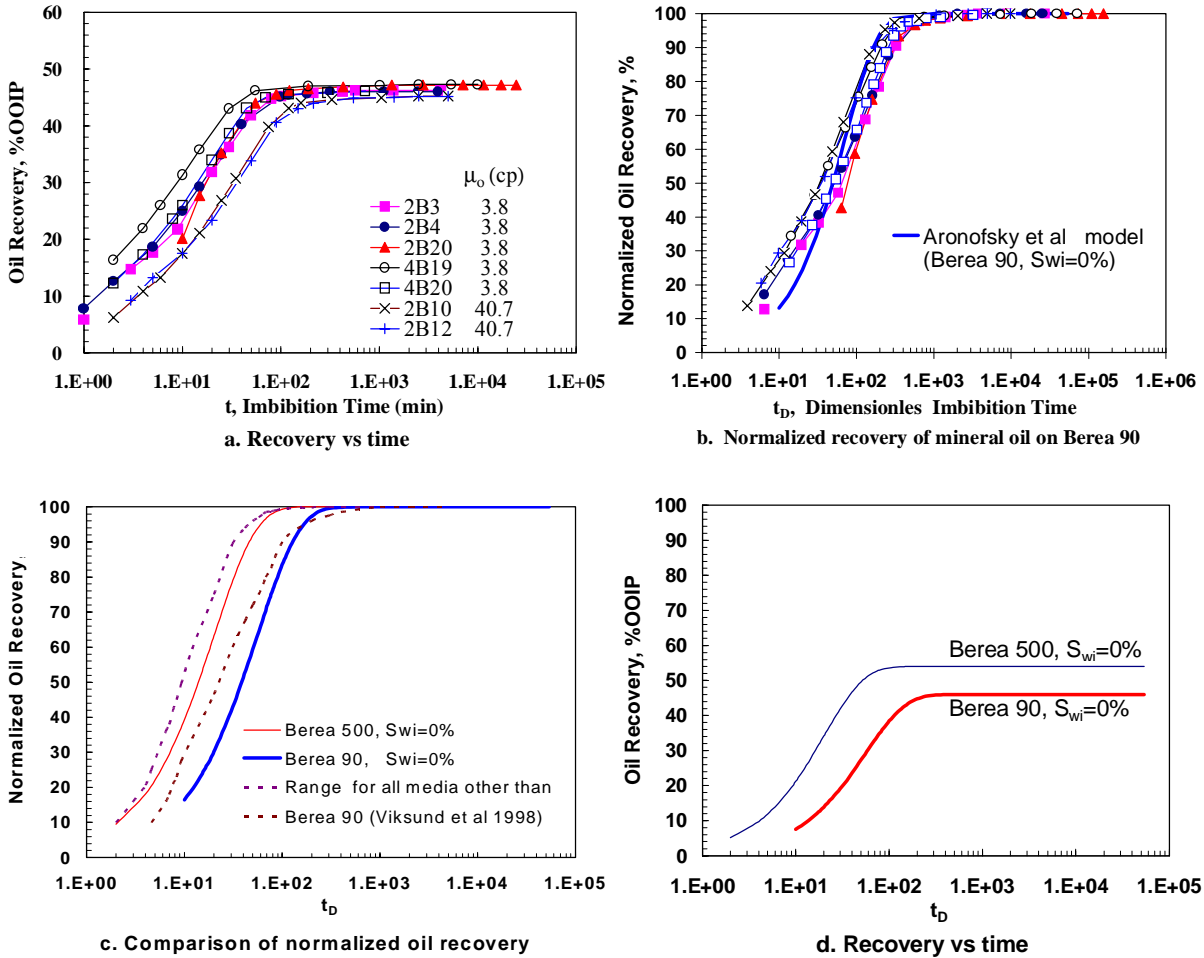 60
50
40
30
20
10
0
Oil Recovery, %OOIP
μo (cp)
2B3 3.8
2B4 3.8
2B20 3.8
4B19 3.8
4B20 3.8
2B10 40.7
2B12 40.7
1.E+00 1.E+01 1.E+02 1.E+03 1.E+04 1.E+05
t, Imbibition Time (min)
a. Recovery vs time
100
90
80
70
60
50
40
30
20
10
0
Normalized Oil Recovery, %
Aronofsky et al model
(Berea 90, Swi=0%)
1.E+00 1.E+01 1.E+02 1.E+03 1.E+04 1.E+05 1.E+06
tD, Dimensionles Imbibition Time
b. Normalized recovery of mineral oil on Berea 90
100
90
80
70
60
50
40
30
20
10
0
Normalized Oil Recovery
Berea 500, Swi=0%
Berea 90, Swi=0%
Range for all media other than
Berea 90 (Viksund et al 1998)
1.E+00 1.E+01 1.E+02 1.E+03 1.E+04 1.E+05
tD
c. Comparison of normalized oil recovery
100
90
80
70
60
50
40
30
20
10
0
Oil Recovery, %OOIP
Berea 500, Swi=0%
Berea 90, Swi=0%
1.E+00 1.E+01 1.E+02 1.E+03 1.E+04 1.E+05
tD
d. Recovery vs time